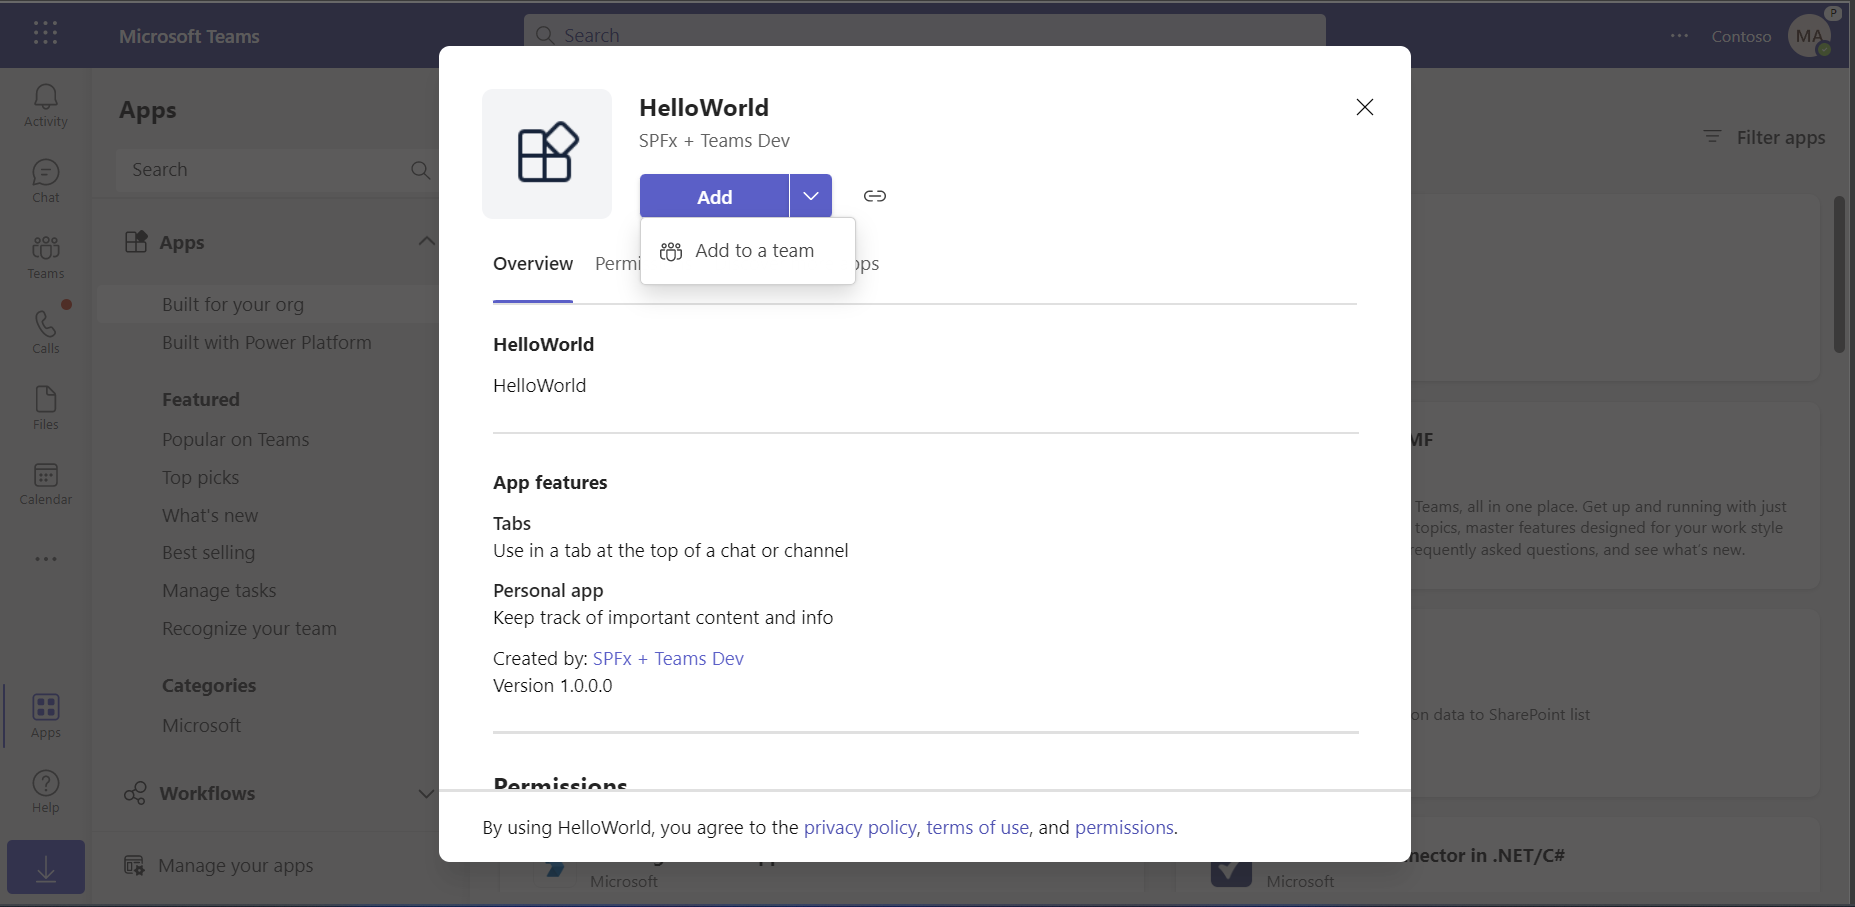 Microsoft Teams
Search
Contoso
MA
P
Activity
Chat
Teams
Calls
Files
Calendar
Apps
Help
Apps
Search
Apps
Built for your org
Built with Power Platform
Featured
Popular on Teams
Top picks
What's new
Best selling
Manage tasks
Recognize your team
Categories
Microsoft
Workflows
Manage your apps
Filter apps
HelloWorld
SPFx + Teams Dev
Add
Add to a team
Overview
HelloWorld
HelloWorld
App features
Tabs
Use in a tab at the top of a chat or channel
Personal app
Keep track of important content and info
Created by: SPFx + Teams Dev
Version 1.0.0.0
Permissions
By using HelloWorld, you agree to the privacy policy, terms of use, and permissions.
Teams, all in one place. Get up and running with just
topics, master features designed for your work style
asked questions, and see what's new.
data to SharePoint list
Microsoft
in .NET/C#
Microsoft